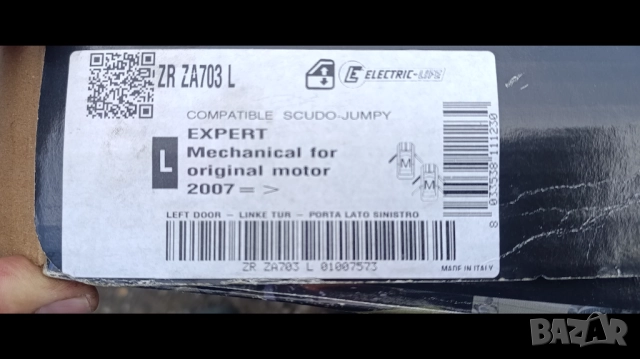 ZR ZA703 L
ELECTRIC-LIFE
COMPATIBLE SCUDO-JUMPY
EXPERT
L
Mechanical for
original motor
2007 = >
M
M
8 033538 111230
LEFT DOOR - LINKE TUR - PORTA LATO SINISTRO
ZR ZA703 L 01007573
MADE IN ITALY
BAZAR